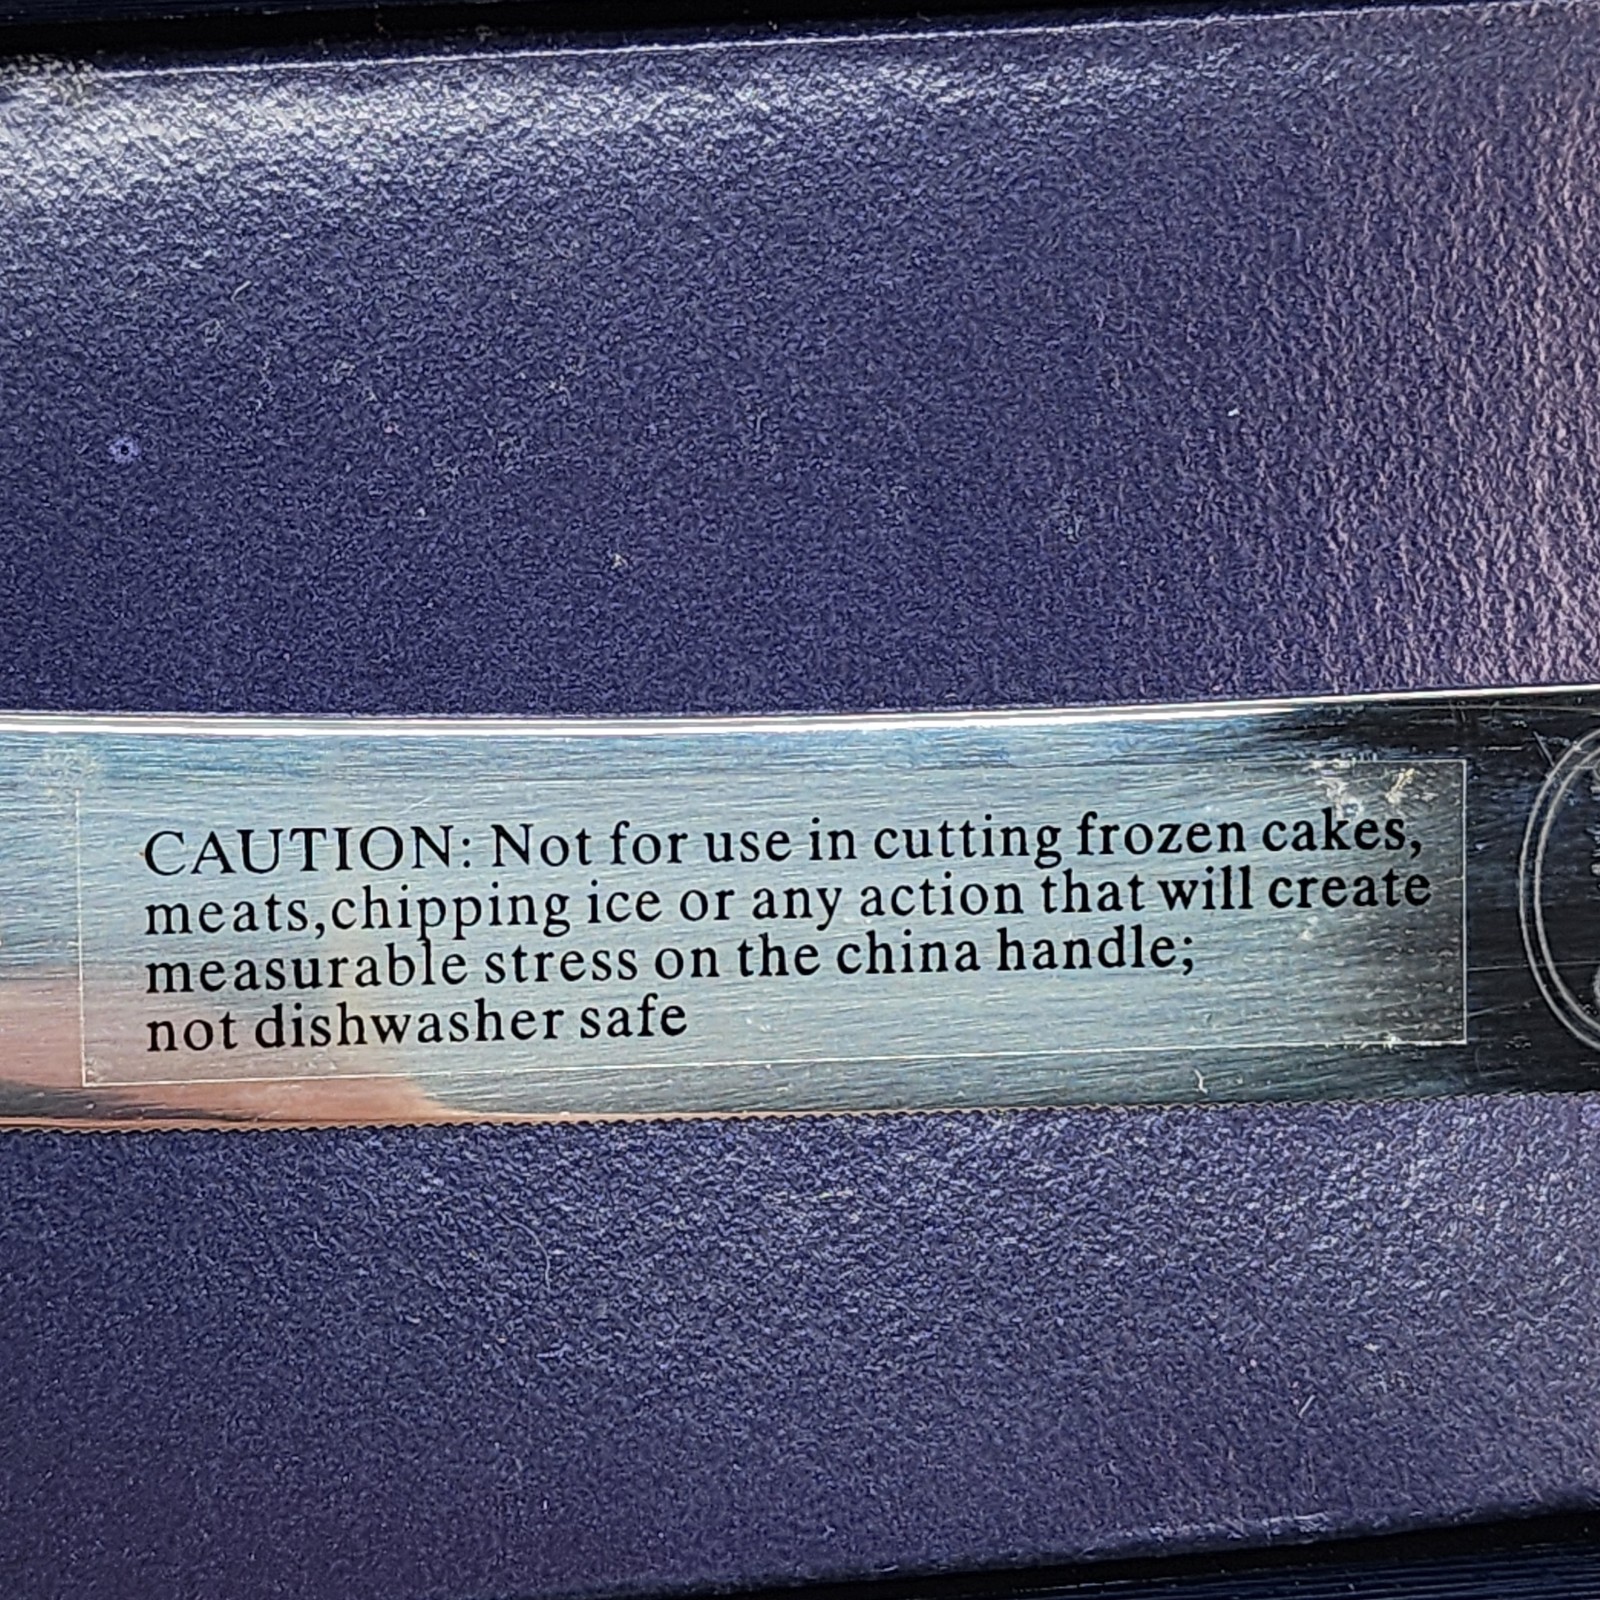 CAUTION: Not for use in cutting frozen cakes,
meats,chipping ice or any action that will create
measurable stress on the china handle;
not dishwasher safe